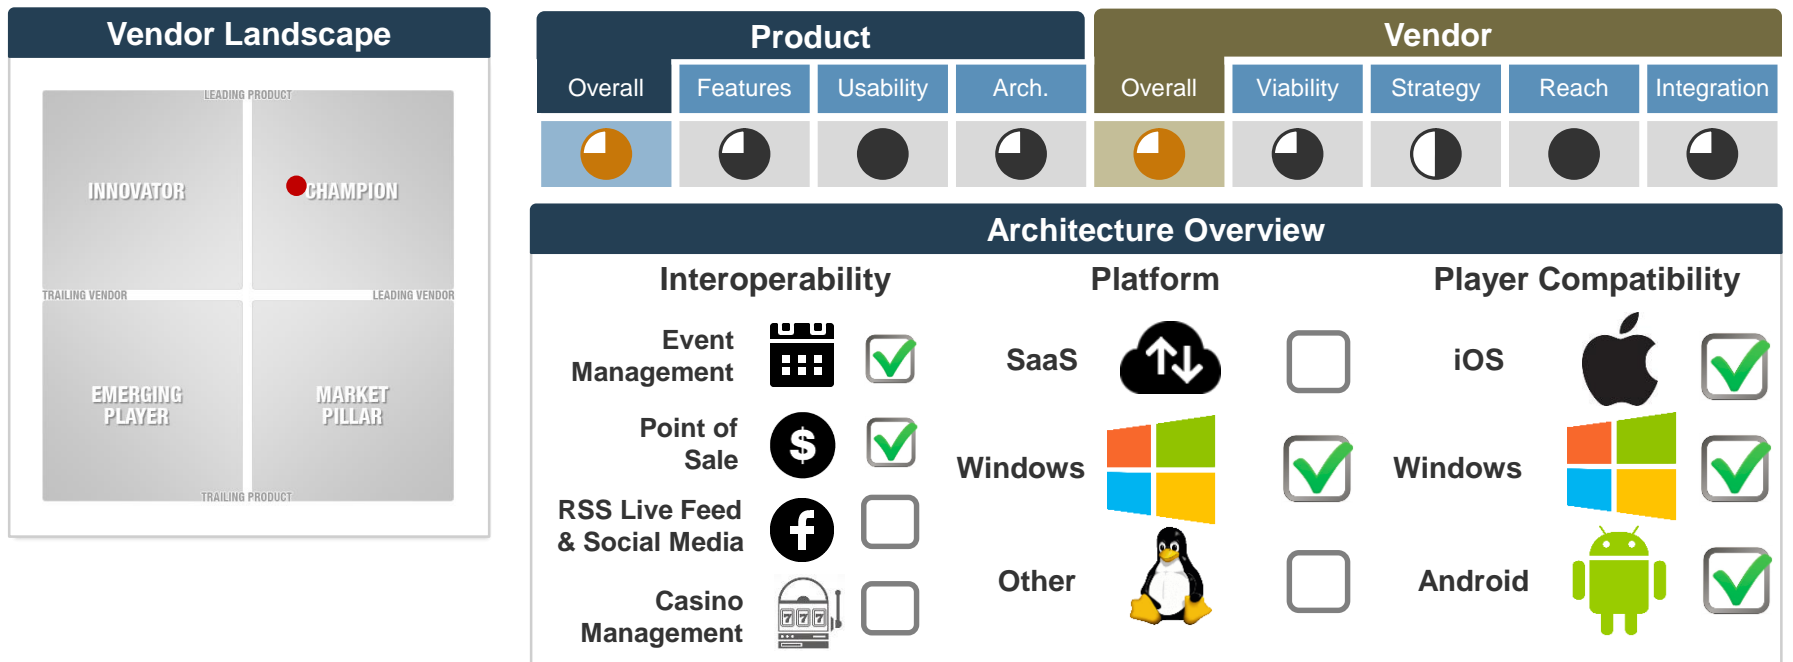 Vendor Landscape
LEADING PRODUCT
INNOVATOR
CHAMPION
TRAILING VENDOR
LEADING VENDOR
EMERGING
PLAYER
MARKET
PILLAR
TRAILING PRODUCT
Product
Vendor
Overall
Features
Usability
Arch.
Overall
Viability
Strategy
Reach
Integration
Architecture Overview
Interoperability
Event
Management
Point of
Sale
$
RSS Live Feed
& Social Media
f
Casino
Management
777
Platform
SaaS
Windows
Other
Player Compatibility
iOS
Windows
Android